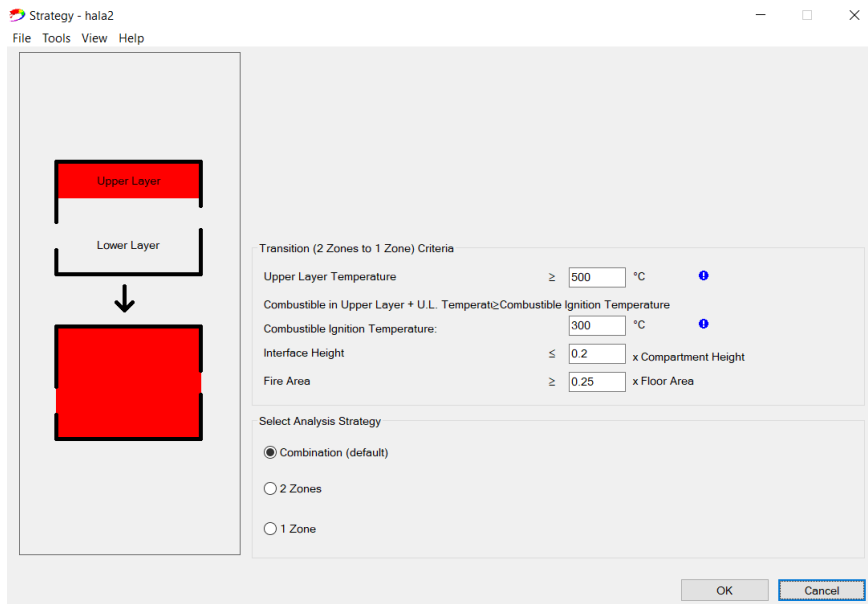 Strategy - hala2
File Tools View Help
Upper Layer
Lower Layer
Transition (2 Zones to 1 Zone) Criteria
Upper Layer Temperature ≥ 500 °C
Combustible in Upper Layer + U.L. Temperati≥Combustible Ignition Temperature
Combustible Ignition Temperature: 300 °C
Interface Height ≤ 0.2 x Compartment Height
Fire Area ≥ 0.25 x Floor Area
Select Analysis Strategy
Combination (default)
2 Zones
1 Zone
OK Cancel